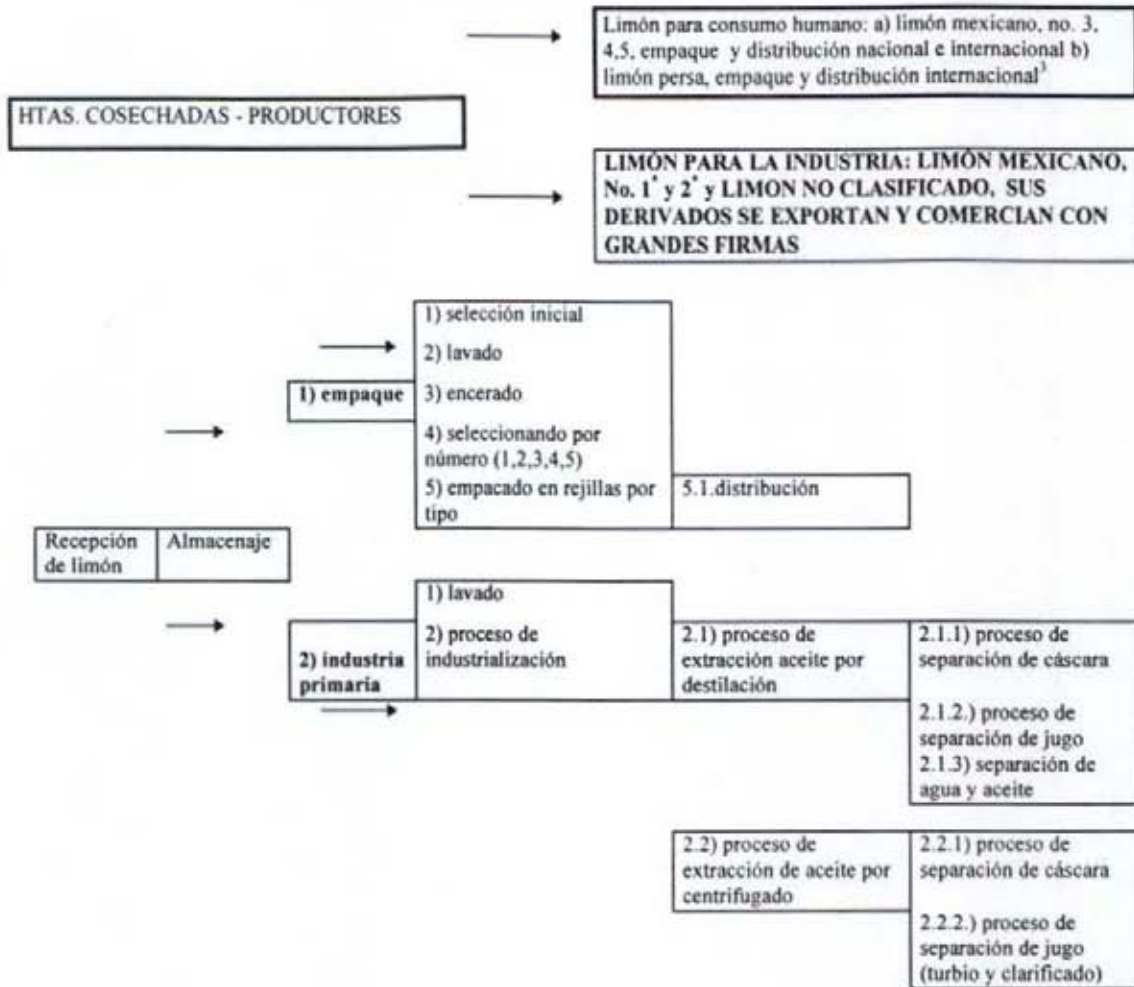 Limón para consumo humano: a) limón mexicano, no. 3,
4,5, empaque y distribución nacional e internacional b)
limón persa, empaque y distribución internacional³
HTAS. COSECHADAS - PRODUCTORES
LIMÓN PARA LA INDUSTRIA: LIMÓN MEXICANO,
No. 1* y 2* y LIMON NO CLASIFICADO, SUS
DERIVADOS SE EXPORTAN Y COMERCIAN CON
GRANDES FIRMAS
1) empaque
1) selección inicial
2) lavado
3) encerado
4) seleccionando por
número (1,2,3,4,5)
5) empacado en rejillas por
tipo
5.1.distribución
Recepción
de limón
Almacenaje
2) industria
primaria
1) lavado
2) proceso de
industrialización
2.1) proceso de
extracción aceite por
destilación
2.1.1) proceso de
separación de cáscara
2.1.2.) proceso de
separación de jugo
2.1.3) separación de
agua y aceite
2.2) proceso de
extracción de aceite por
centrifugado
2.2.1) proceso de
separación de cáscara
2.2.2.) proceso de
separación de jugo
(turbio y clarificado)